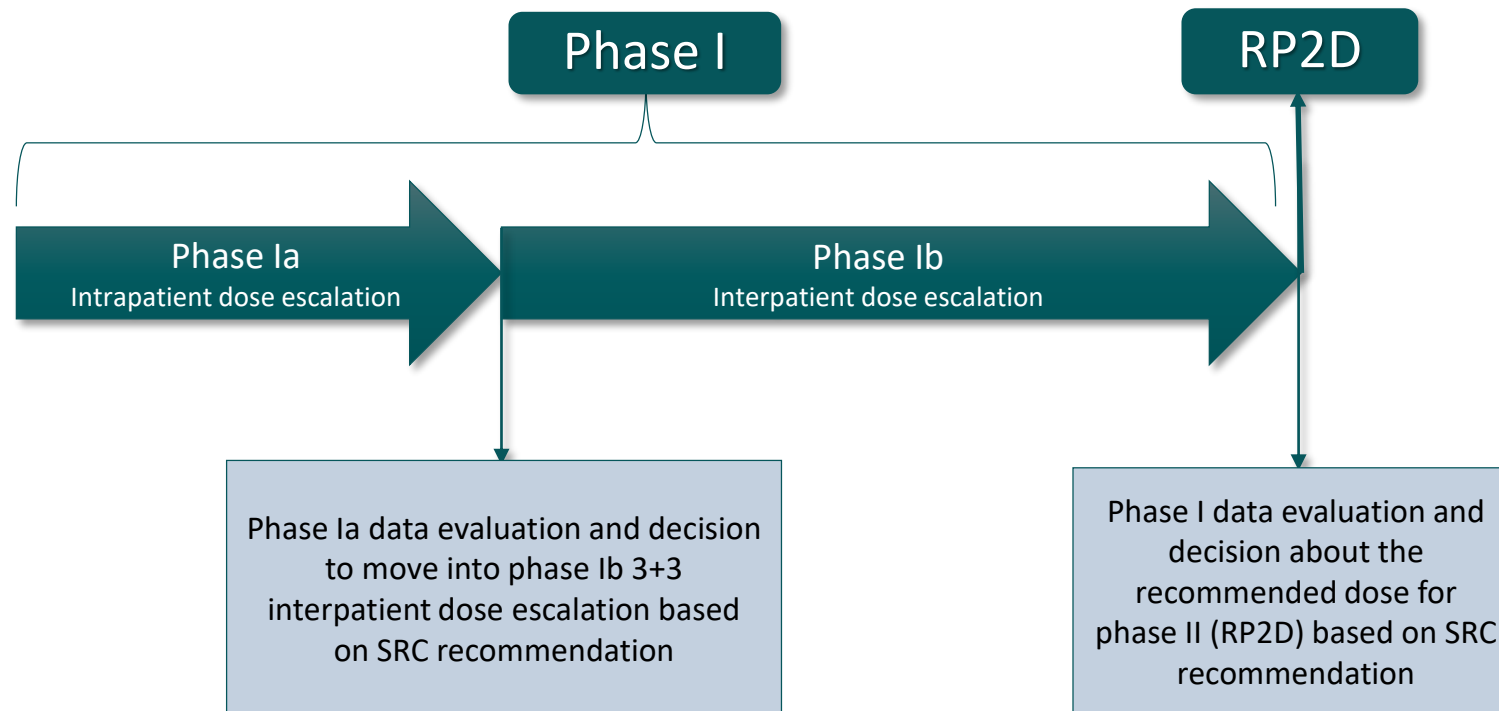 Phase I
RP2D
Phase Ia
Intrapatient dose escalation
Phase Ib
Interpatient dose escalation
Phase Ia data evaluation and decision
to move into phase Ib 3+3
interpatient dose escalation based
on SRC recommendation
Phase I data evaluation and
decision about the
recommended dose for
phase II (RP2D) based on SRC
recommendation